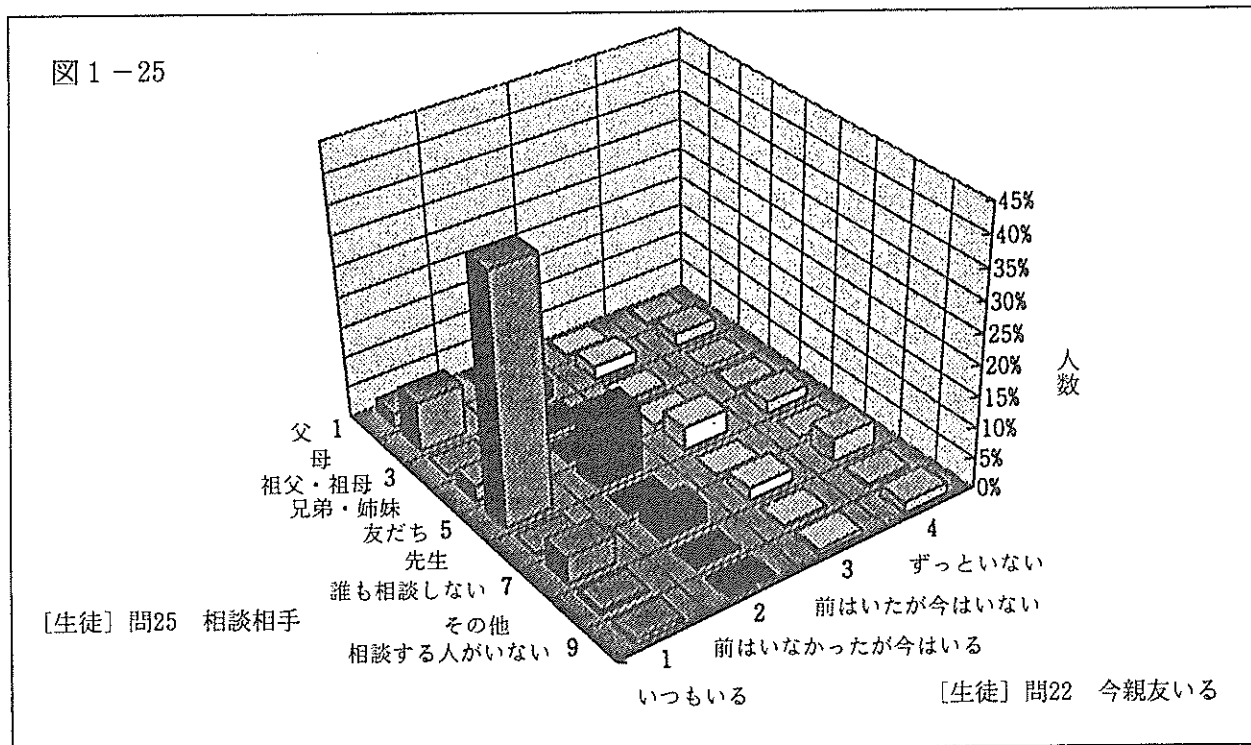 図1－25
45%
40%
35%
30%
25%
20%
15%
10%
5%
0%
人数
父 1
母
祖父・祖母 3
兄弟・姉妹
友だち 5
先生
誰も相談しない 7
その他
相談する人がいない 9
[生徒] 問25 相談相手
4
ずっといない
3
前はいたが今はいない
2
前はいなかったが今はいる
1
いつもいる
[生徒] 問22 今親友いる